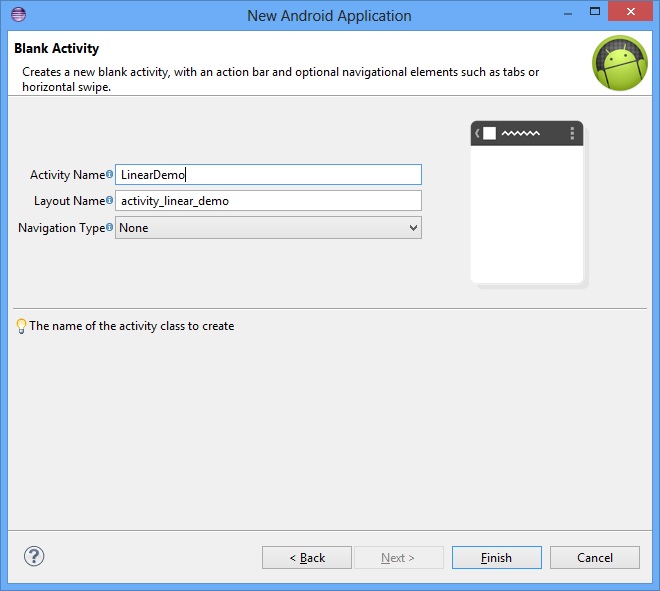 New Android Application
Blank Activity
Creates a new blank activity, with an action bar and optional navigational elements such as tabs or
horizontal swipe.
Activity Name LinearDemo
Layout Name activity_linear_demo
Navigation Type None
The name of the activity class to create
? < Back Next > Finish Cancel